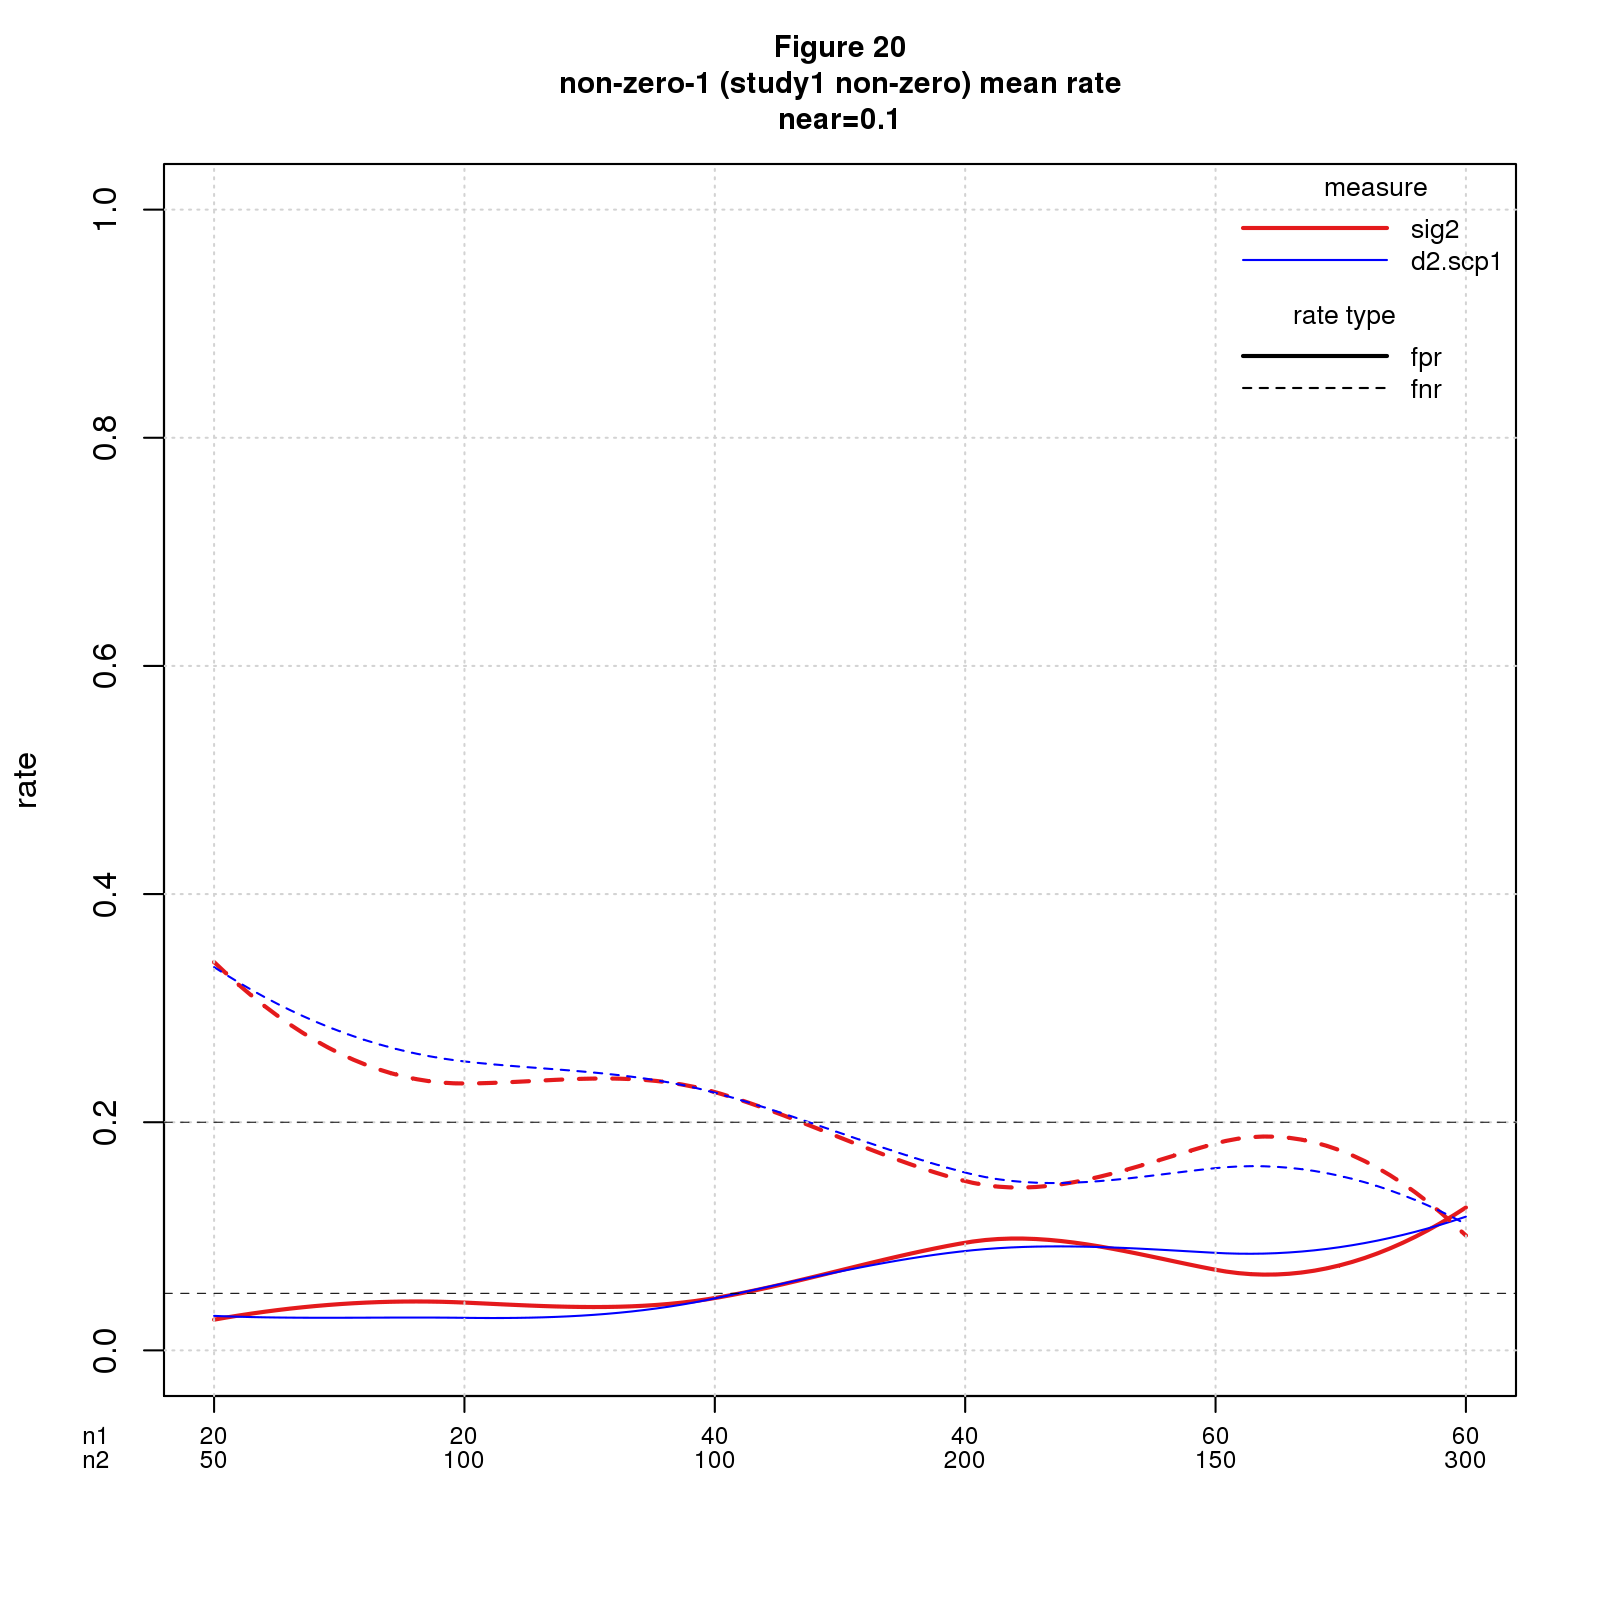 Figure 20
non-zero-1 (study1 non-zero) mean rate
near=0.1
measure
sig2
d2.scp1
rate type
fpr
fnr
rate
1.0
0.8
0.6
0.4
0.2
0.0
n1 20 20 40 40 60 60
n2 50 100 100 200 150 300